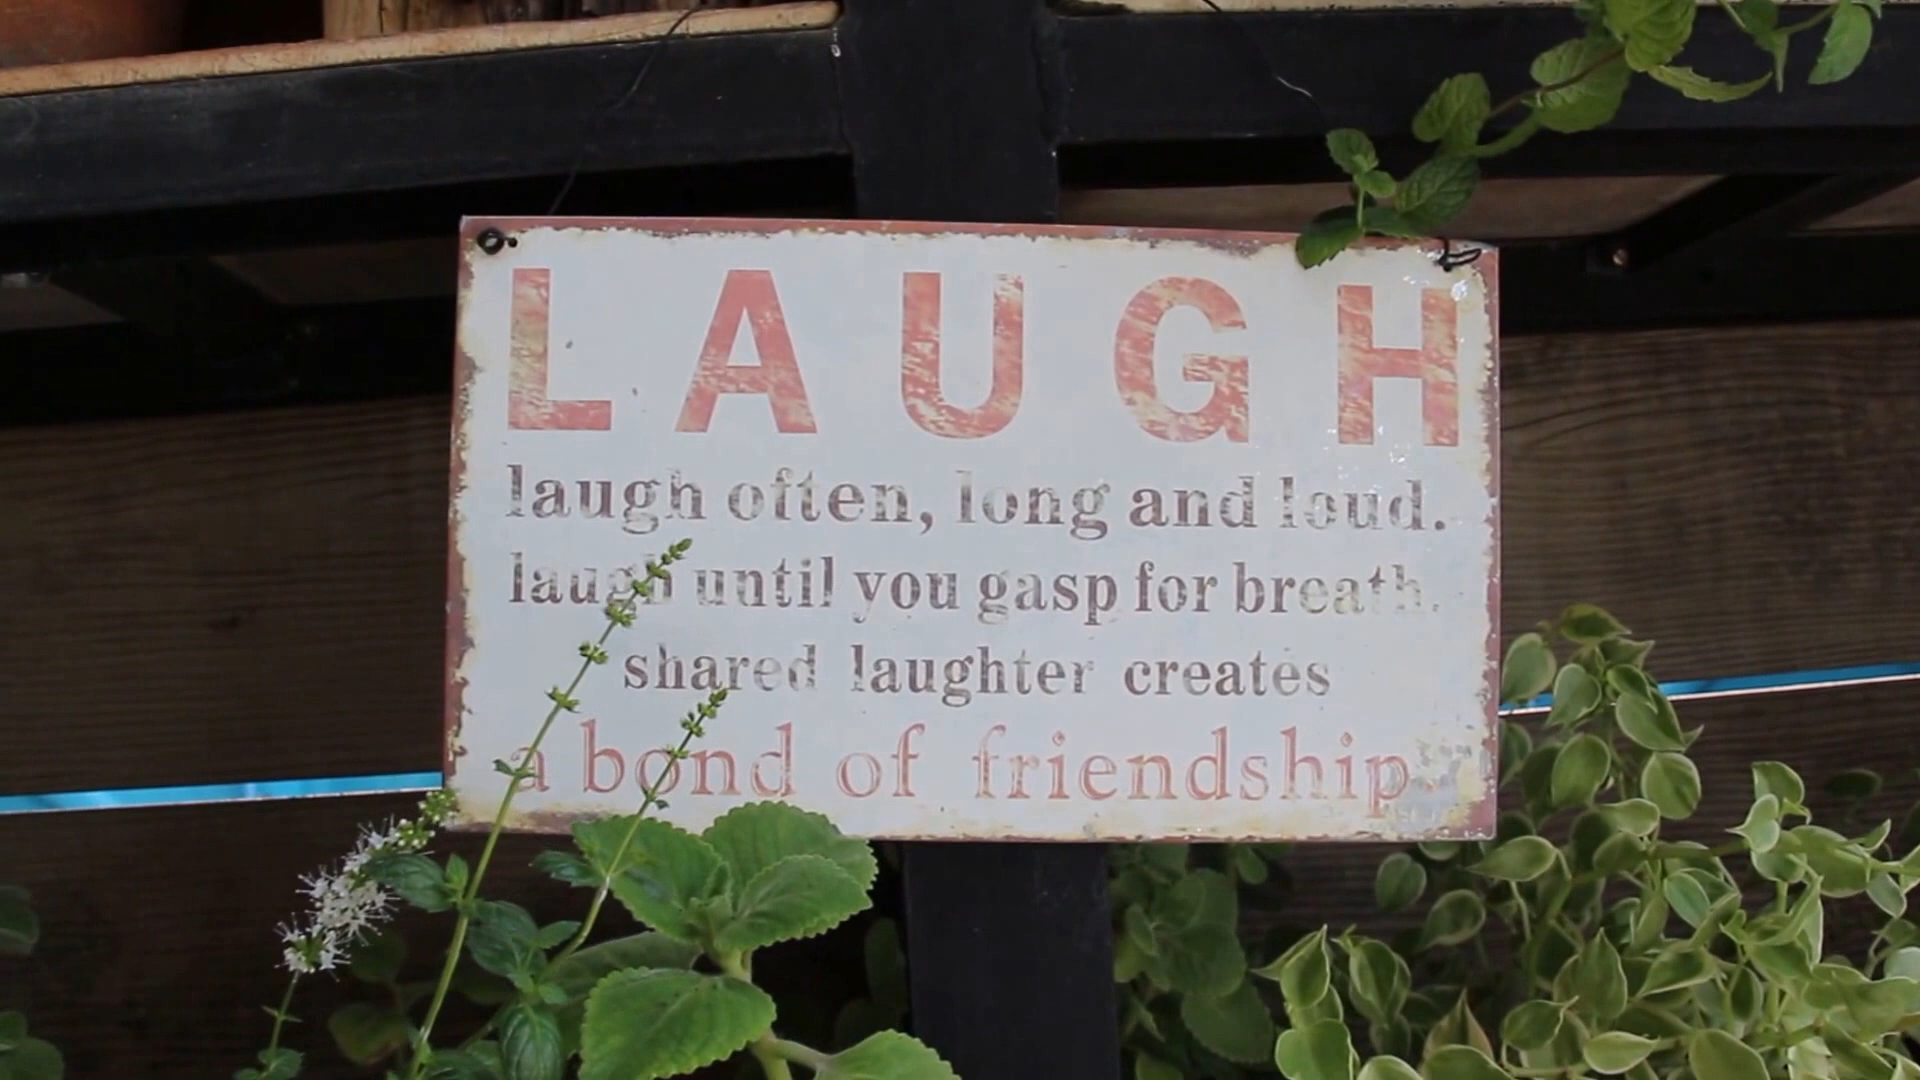 LAUGH
laugh often, long and loud.
laugh until you gasp for breath.
shared laughter creates
a bond of friendship.